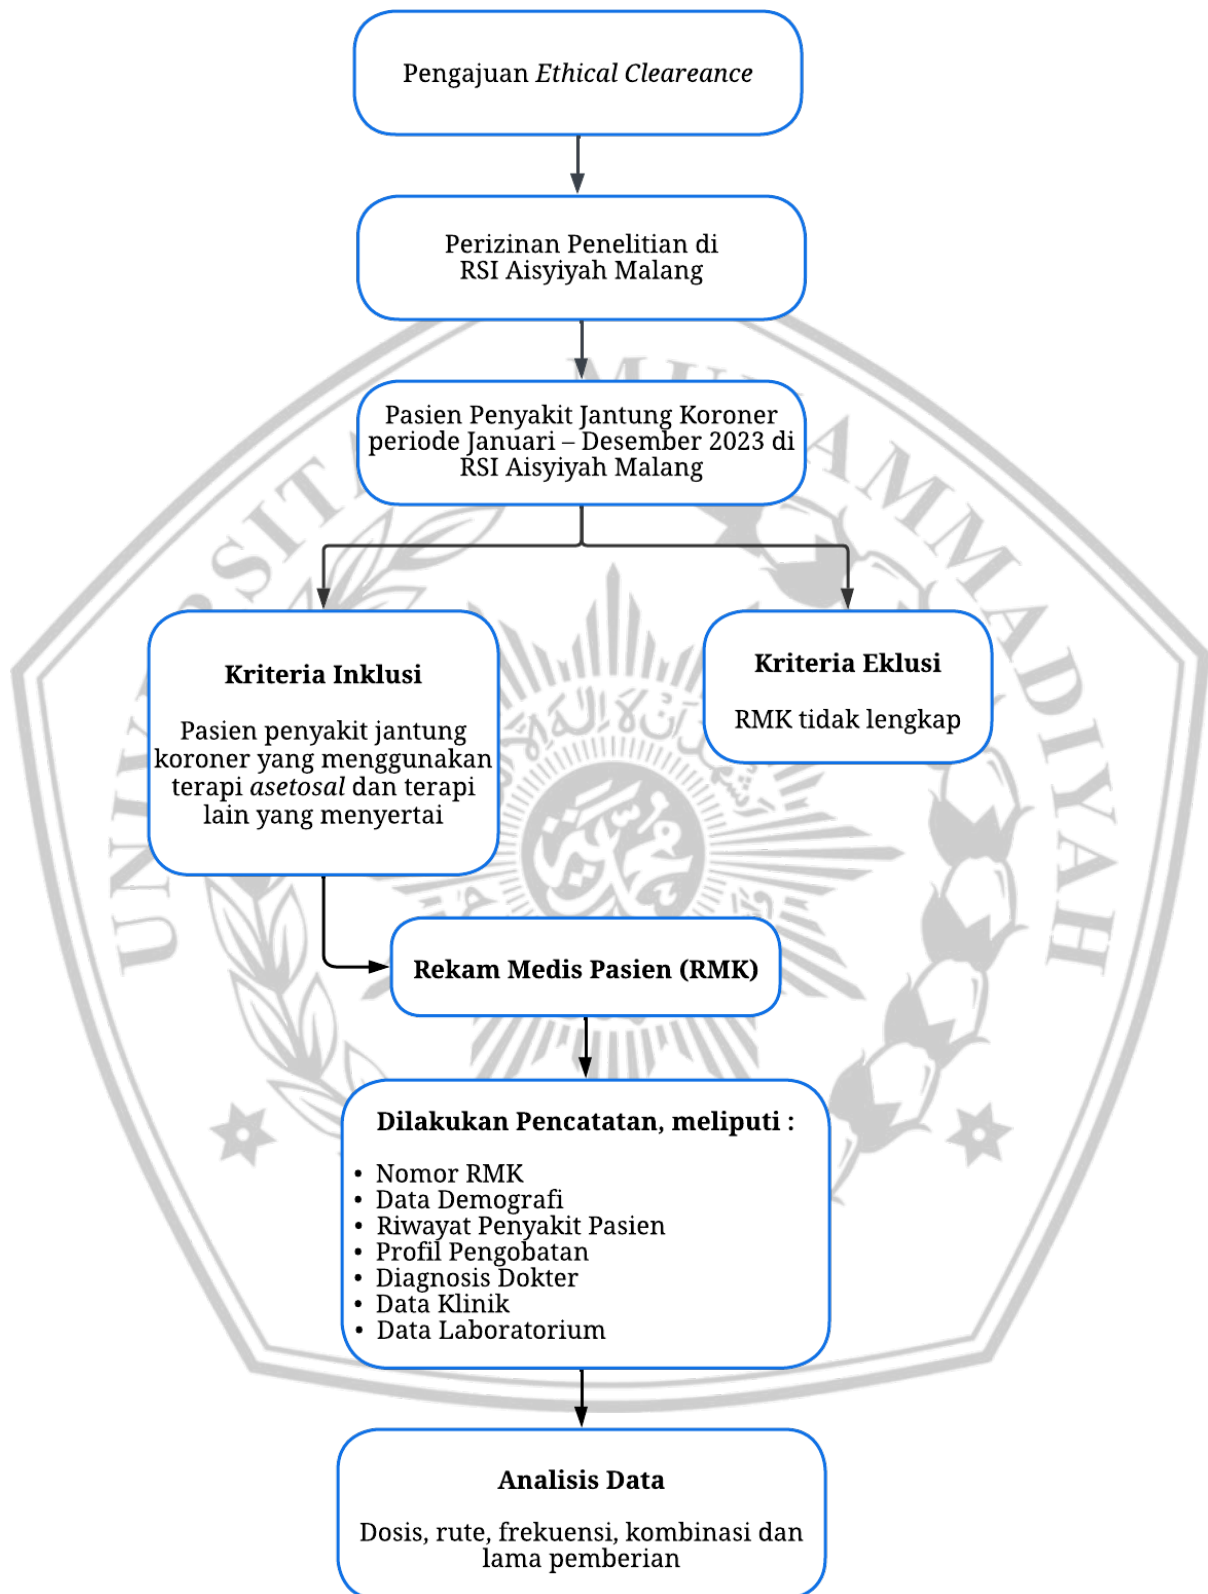 Pengajuan Ethical Cleareance
Perizinan Penelitian di
RSI Aisyiyah Malang
Pasien Penyakit Jantung Koroner
periode Januari – Desember 2023 di
RSI Aisyiyah Malang
Kriteria Inklusi
Pasien penyakit jantung
koroner yang menggunakan
terapi asetosal dan terapi
lain yang menyertai
Kriteria Eklusi
RMK tidak lengkap
Rekam Medis Pasien (RMK)
Dilakukan Pencatatan, meliputi :
• Nomor RMK
• Data Demografi
• Riwayat Penyakit Pasien
• Profil Pengobatan
• Diagnosis Dokter
• Data Klinik
• Data Laboratorium
Analisis Data
Dosis, rute, frekuensi, kombinasi dan
lama pemberian